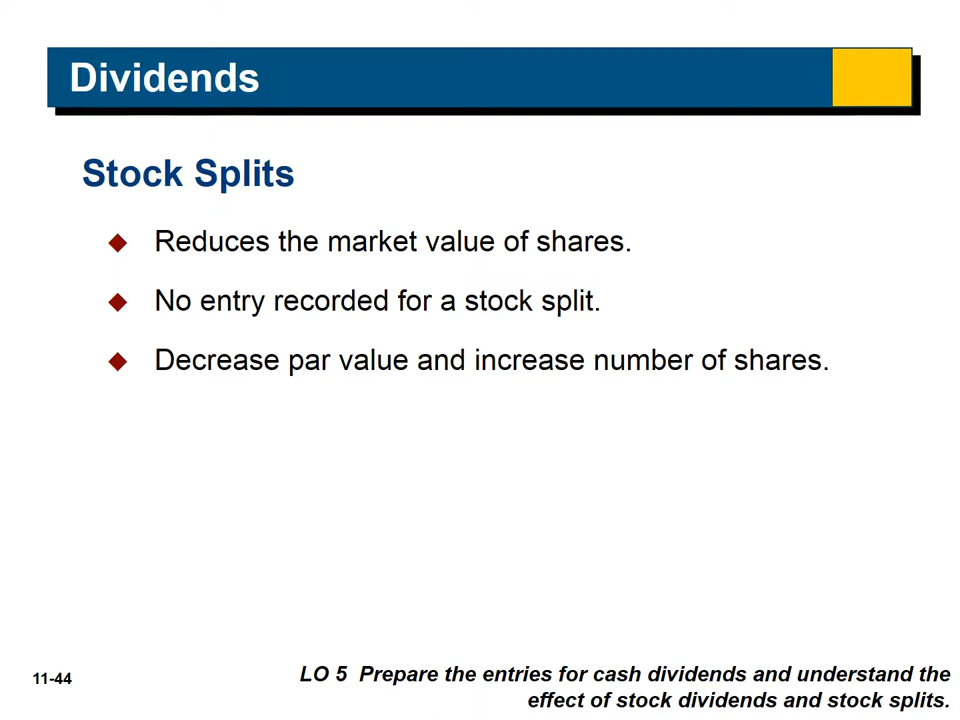 Dividends
Stock Splits
Reduces the market value of shares.
No entry recorded for a stock split.
Decrease par value and increase number of shares.
11-44
LO 5 Prepare the entries for cash dividends and understand the
effect of stock dividends and stock splits.